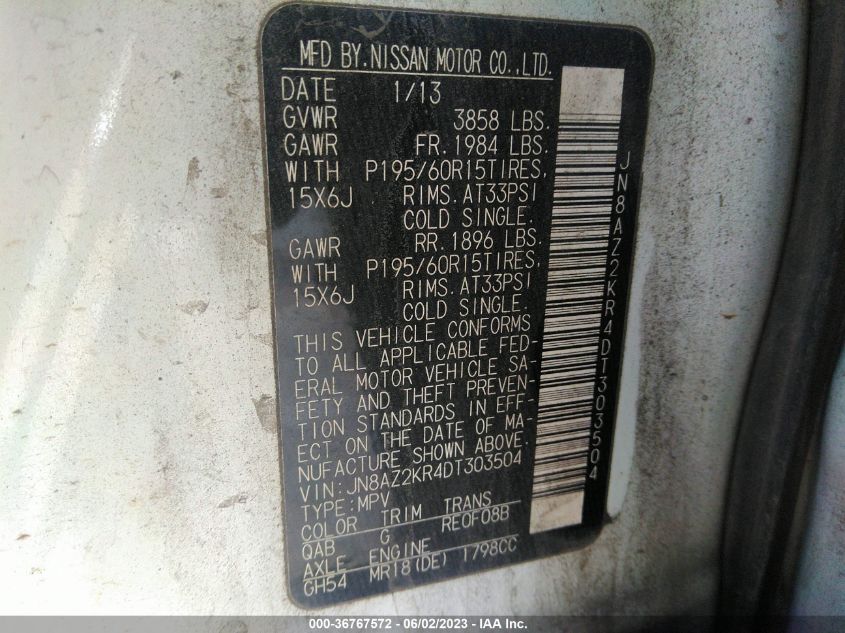 MFD BY.NISSAN MOTOR CO.,LTD.
DATE 1/13
GVWR 3858 LBS.
GAWR FR.1984 LBS.
WITH P195/60R15TIRES,
15X6J RIMS.AT33PSI
COLD SINGLE.
GAWR RR.1896 LBS.
WITH P195/60R15TIRES,
15X6J RIMS.AT33PSI
COLD SINGLE.
THIS VEHICLE CONFORMS
TO ALL APPLICABLE FED-
ERAL MOTOR VEHICLE SA-
FETY AND THEFT PREVEN-
TION STANDARDS IN EFF-
ECT ON THE DATE OF MA-
NUFACTURE SHOWN ABOVE.
VIN:JN8AZ2KR4DT303504
TYPE:MPV
COLOR TRIM TRANS
QAB G RE0F08B
AXLE ENGINE
GH54 MR18(DE) 1798CC
JN8AZ2KR4DT303504
000-36767572 - 06/02/2023 - IAA Inc.